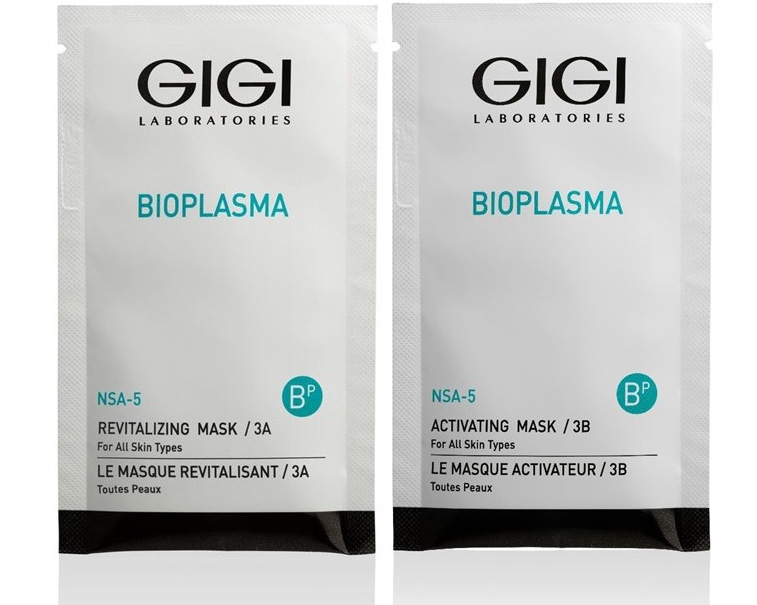 GIGI
LABORATORIES
BIOPLASMA
NSA-5
BP
REVITALIZING MASK / 3A
For All Skin Types
LE MASQUE REVITALISANT / 3A
Toutes Peaux
GIGI
LABORATORIES
BIOPLASMA
NSA-5
BP
ACTIVATING MASK / 3B
For All Skin Types
LE MASQUE ACTIVATEUR / 3B
Toutes Peaux